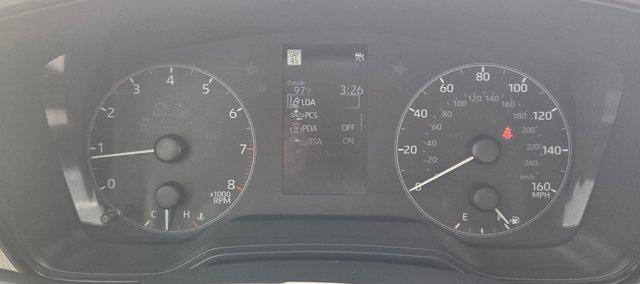 SPEED
45
Outside
97°F 3:26
LDA
PCS
PDA OFF
RSA ON
0 1 2 3 4 5 6 7 8
x1000
RPM
C H
0 20 40 60 80 100 120 140 160
MPH
20 40 60 80 100 120 140 160 180 200 220 240
km/h
E F